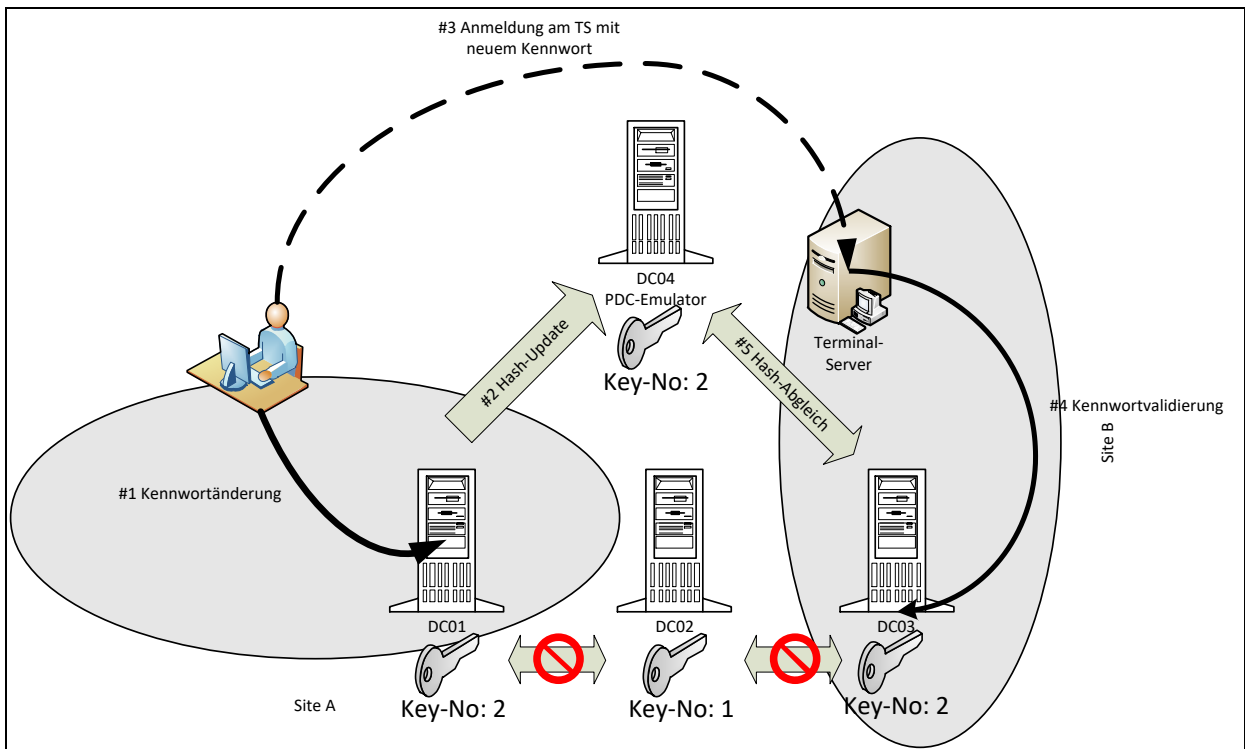 #3 Anmeldung am TS mit
neuem Kennwort
DC04
PDC-Emulator
Key-No: 2
Terminal-
Server
#2 Hash-Update
#5 Hash-Abgleich
#4 Kennwortvalidierung
Site B
#1 Kennwortänderung
DC01
DC02
DC03
Site A
Key-No: 2
Key-No: 1
Key-No: 2